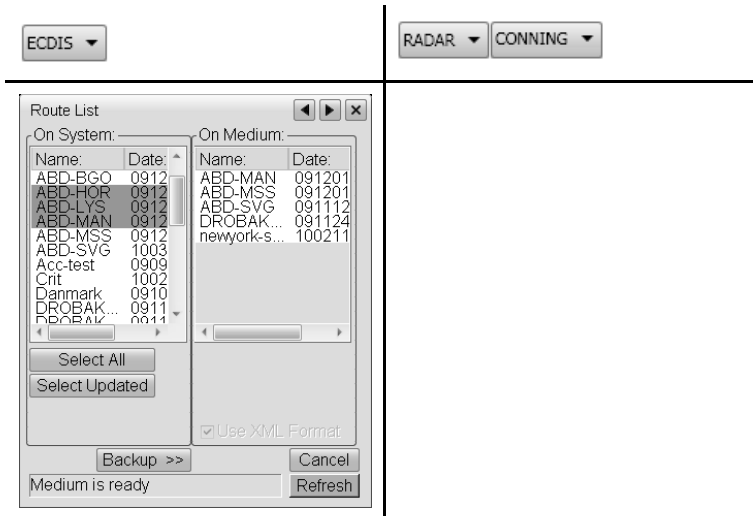 ECDIS
RADAR CONNING
Route List
On System: On Medium:
Name: Date: Name: Date:
ABD-BGO 0912 ABD-MAN 091201
ABD-HOR 0912 ABD-MSS 091201
ABD-LYS 0912 ABD-SVG 091112
ABD-MAN 0912 DROBAK... 091124
ABD-MSS 0912 newyork-s... 100211
ABD-SVG 1003
Acc-test 0909
Crit 1002
Danmark 0910
DROBAK... 0911
DROBAK 0911
Select All
Select Updated
Use XML Format
Backup >> Cancel
Medium is ready Refresh